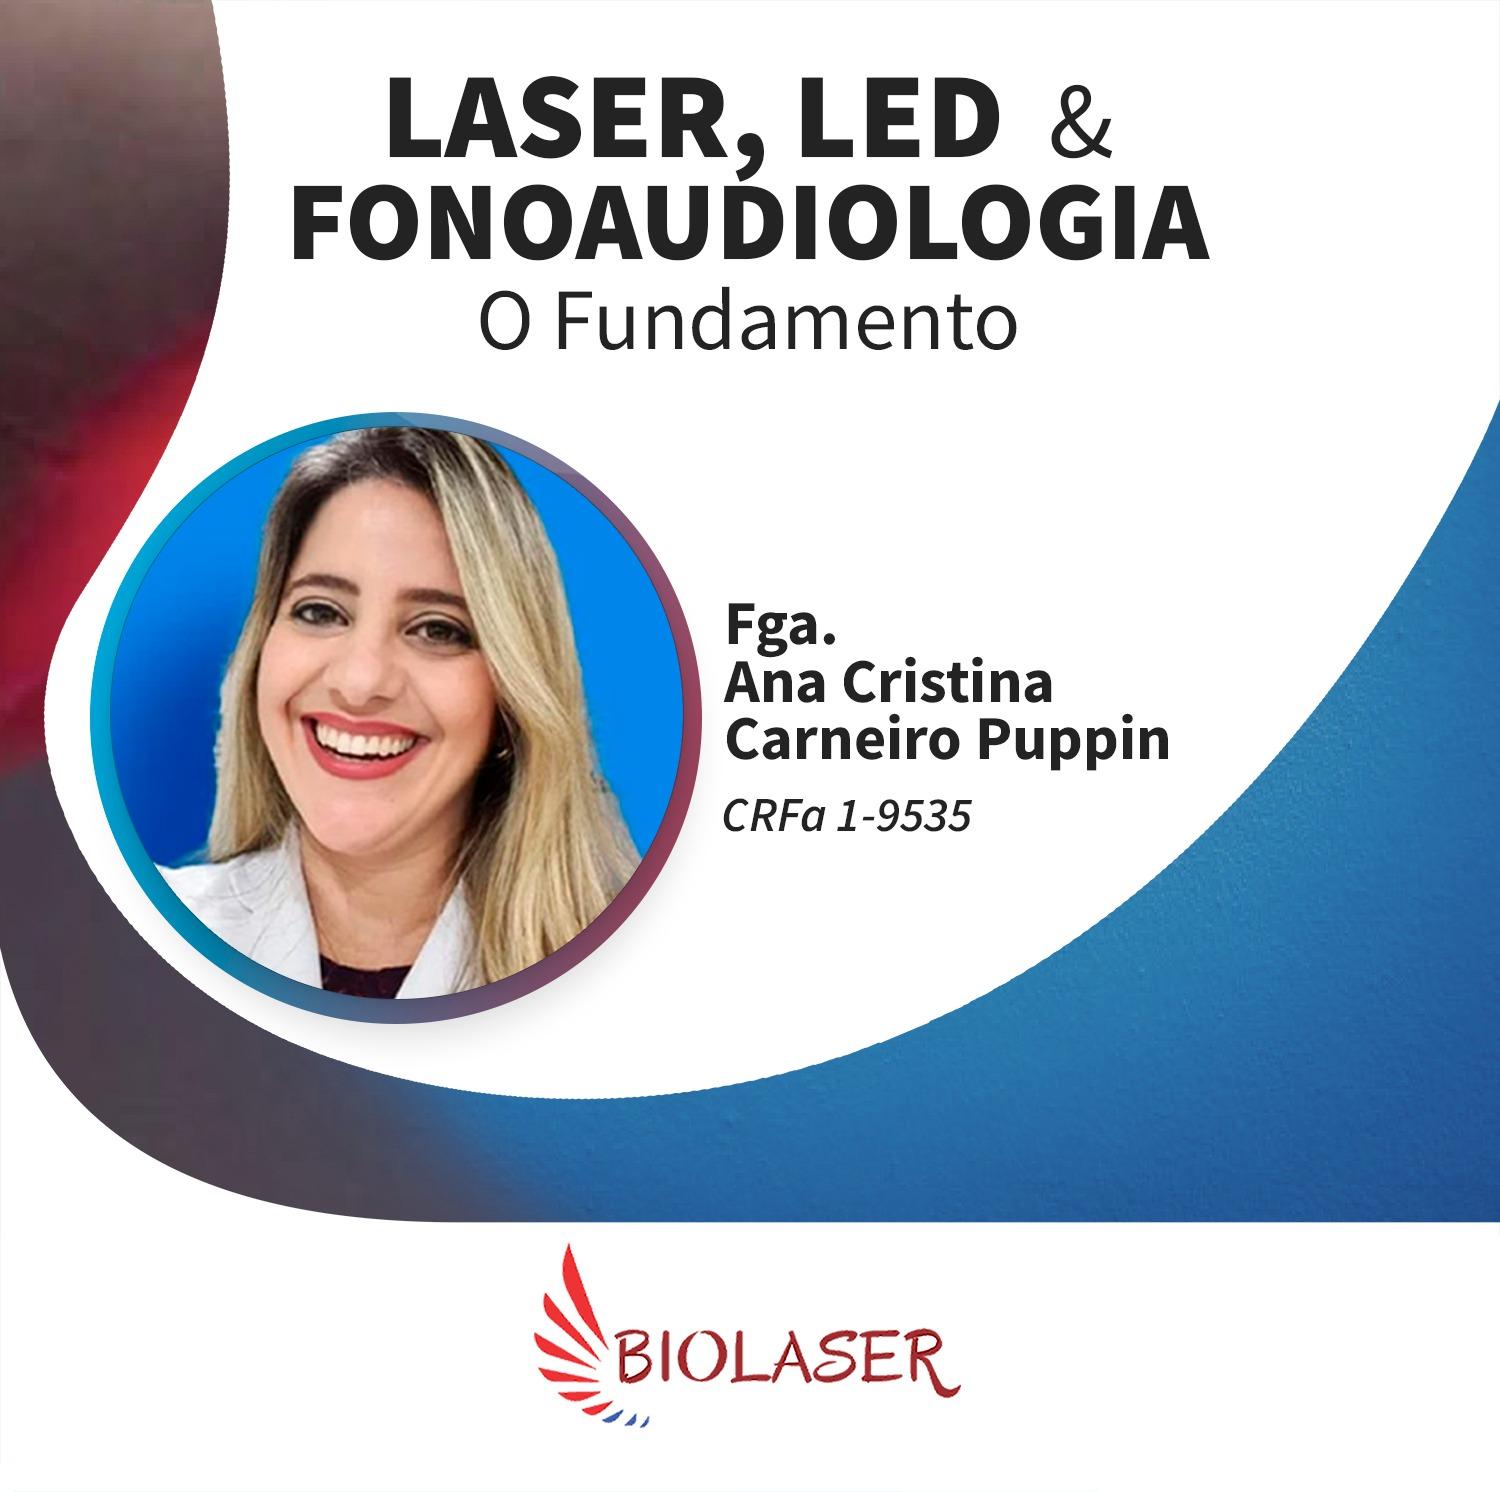 LASER, LED &
FONOAUDIOLOGIA
O Fundamento
Fga.
Ana Cristina
Carneiro Puppin
CRFa 1-9535
BIOLASER